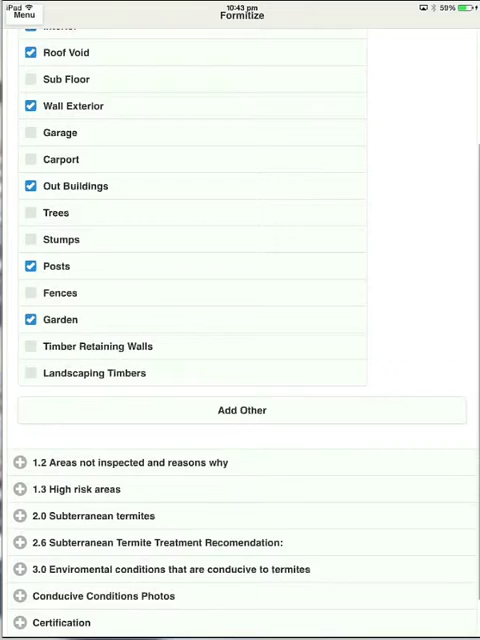 iPad 10:43 pm 59%
Menu
Formitize
Interior
Roof Void
Sub Floor
Wall Exterior
Garage
Carport
Out Buildings
Trees
Stumps
Posts
Fences
Garden
Timber Retaining Walls
Landscaping Timbers
Add Other
1.2 Areas not inspected and reasons why
1.3 High risk areas
2.0 Subterranean termites
2.6 Subterranean Termite Treatment Recomendation:
3.0 Enviromental conditions that are conducive to termites
Conducive Conditions Photos
Certification